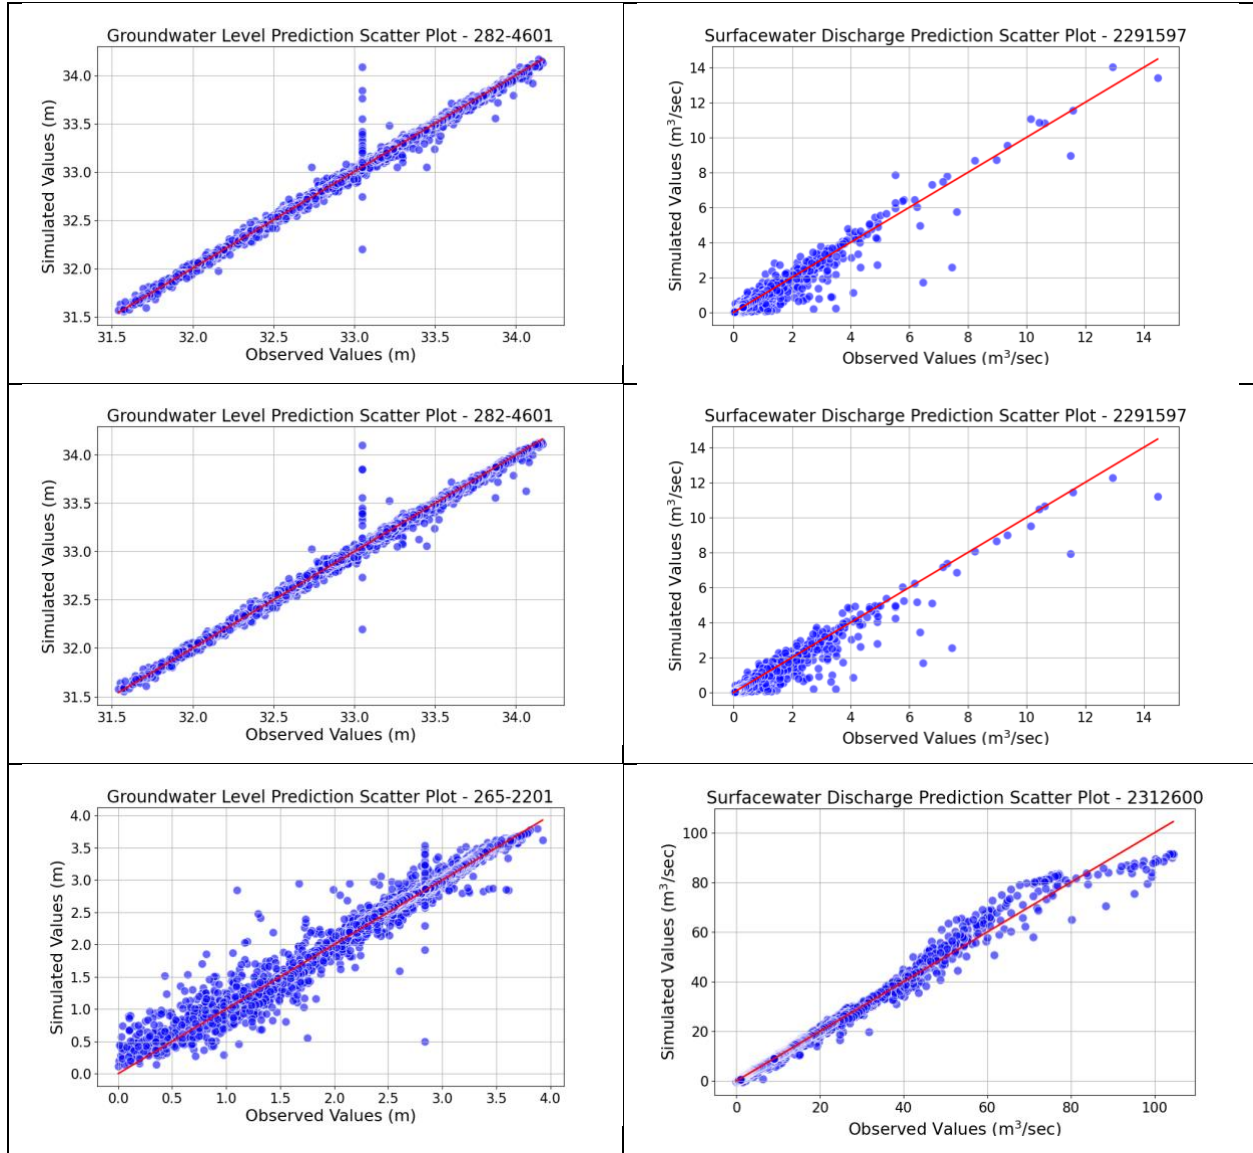 Groundwater Level Prediction Scatter Plot - 282-4601
Simulated Values (m)
34.0
33.5
33.0
32.5
32.0
31.5
31.5 32.0 32.5 33.0 33.5 34.0
Observed Values (m)
Surfacewater Discharge Prediction Scatter Plot - 2291597
Simulated Values (m³/sec)
14
12
10
8
6
4
2
0
0 2 4 6 8 10 12 14
Observed Values (m³/sec)
Groundwater Level Prediction Scatter Plot - 282-4601
Simulated Values (m)
34.0
33.5
33.0
32.5
32.0
31.5
31.5 32.0 32.5 33.0 33.5 34.0
Observed Values (m)
Surfacewater Discharge Prediction Scatter Plot - 2291597
Simulated Values (m³/sec)
14
12
10
8
6
4
2
0
0 2 4 6 8 10 12 14
Observed Values (m³/sec)
Groundwater Level Prediction Scatter Plot - 265-2201
Simulated Values (m)
4.0
3.5
3.0
2.5
2.0
1.5
1.0
0.5
0.0
0.0 0.5 1.0 1.5 2.0 2.5 3.0 3.5 4.0
Observed Values (m)
Surfacewater Discharge Prediction Scatter Plot - 2312600
Simulated Values (m³/sec)
100
80
60
40
20
0
0 20 40 60 80 100
Observed Values (m³/sec)